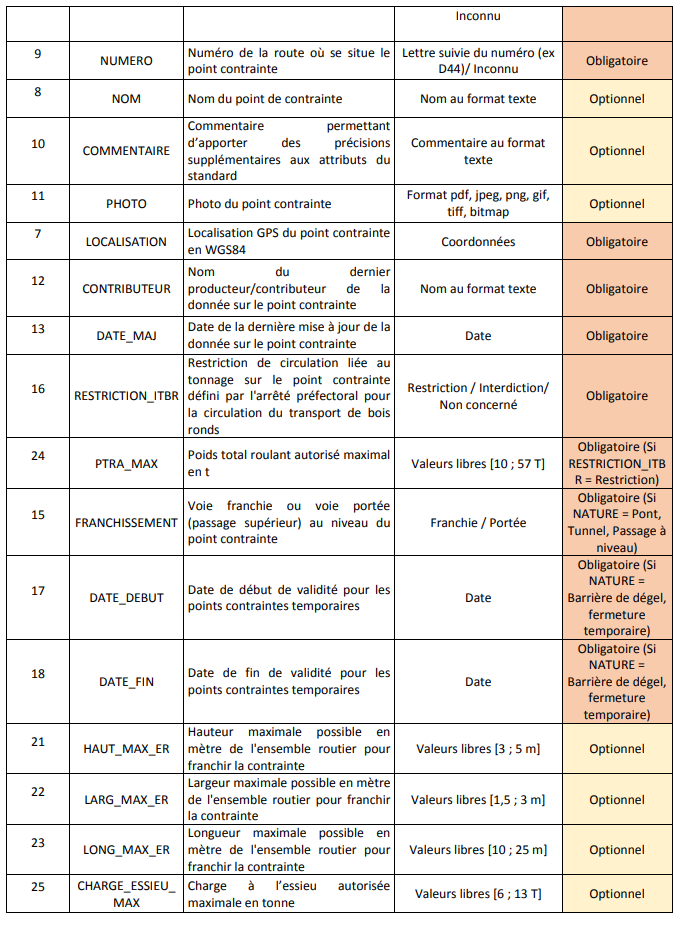 Inconnu
9
NUMERO
Numéro de la route où se situe le
point contrainte
Lettre suivie du numéro (ex
D44)/ Inconnu
Obligatoire
8
NOM
Nom du point de contrainte
Nom au format texte
Optionnel
10
COMMENTAIRE
Commentaire permettant
d’apporter des précisions
supplémentaires aux attributs du
standard
Commentaire au format
texte
Optionnel
11
PHOTO
Photo du point contrainte
Format pdf, jpeg, png, gif,
tiff, bitmap
Optionnel
7
LOCALISATION
Localisation GPS du point contrainte
en WGS84
Coordonnées
Obligatoire
12
CONTRIBUTEUR
Nom du dernier
producteur/contributeur de la
donnée sur le point contrainte
Nom au format texte
Obligatoire
13
DATE_MAJ
Date de la dernière mise à jour de la
donnée sur le point contrainte
Date
Obligatoire
16
RESTRICTION_ITBR
Restriction de circulation liée au
tonnage sur le point contrainte
défini par l'arrêté préfectoral pour
la circulation du transport de bois
ronds
Restriction / Interdiction/
Non concerné
Obligatoire
24
PTRA_MAX
Poids total roulant autorisé maximal
en t
Valeurs libres [10 ; 57 T]
Obligatoire (Si
RESTRICTION_ITB
R = Restriction)
15
FRANCHISSEMENT
Voie franchie ou voie portée
(passage supérieur) au niveau du
point contrainte
Franchie / Portée
Obligatoire (Si
NATURE = Pont,
Tunnel, Passage à
niveau)
17
DATE_DEBUT
Date de début de validité pour les
points contraintes temporaires
Date
Obligatoire (Si
NATURE =
Barrière de dégel,
fermeture
temporaire)
18
DATE_FIN
Date de fin de validité pour les
points contraintes temporaires
Date
Obligatoire (Si
NATURE =
Barrière de dégel,
fermeture
temporaire)
21
HAUT_MAX_ER
Hauteur maximale possible en
mètre de l'ensemble routier pour
franchir la contrainte
Valeurs libres [3 ; 5 m]
Optionnel
22
LARG_MAX_ER
Largeur maximale possible en mètre
de l'ensemble routier pour franchir
la contrainte
Valeurs libres [1,5 ; 3 m]
Optionnel
23
LONG_MAX_ER
Longueur maximale possible en
mètre de l'ensemble routier pour
franchir la contrainte
Valeurs libres [10 ; 25 m]
Optionnel
25
CHARGE_ESSIEU_
MAX
Charge à l’essieu autorisée
maximale en tonne
Valeurs libres [6 ; 13 T]
Optionnel